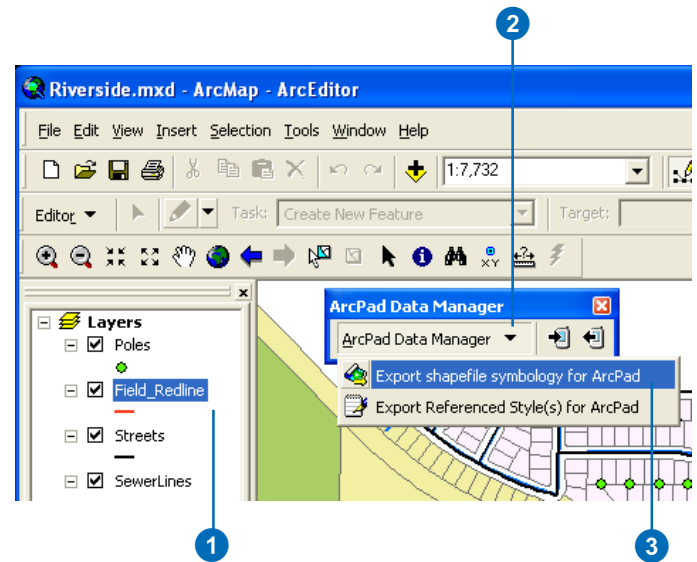 2
Riverside.mxd - ArcMap - ArcEditor
File Edit View Insert Selection Tools Window Help
1:7,732
Editor Task: Create New Feature Target:
XY
Layers
Poles
Field_Redline
Streets
SewerLines
ArcPad Data Manager
ArcPad Data Manager
Export shapefile symbology for ArcPad
Export Referenced Style(s) for ArcPad
1
3